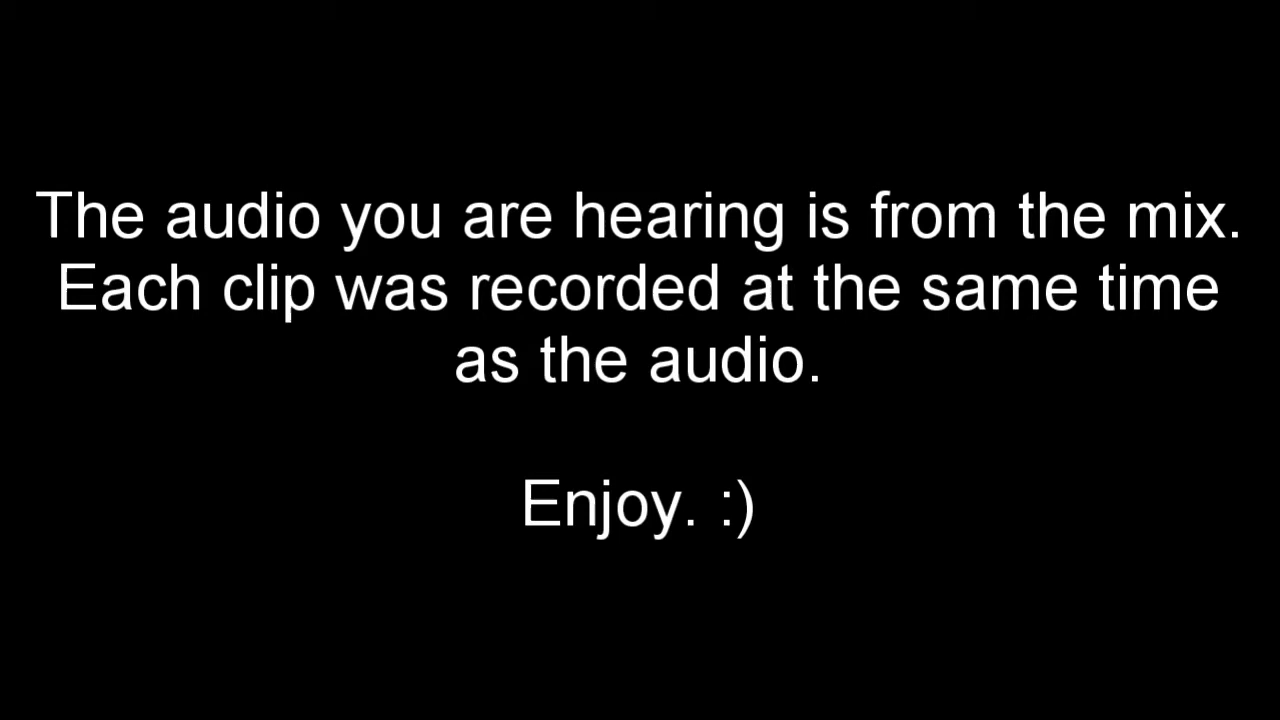 The audio you are hearing is from the mix.
Each clip was recorded at the same time
as the audio.
Enjoy. :)